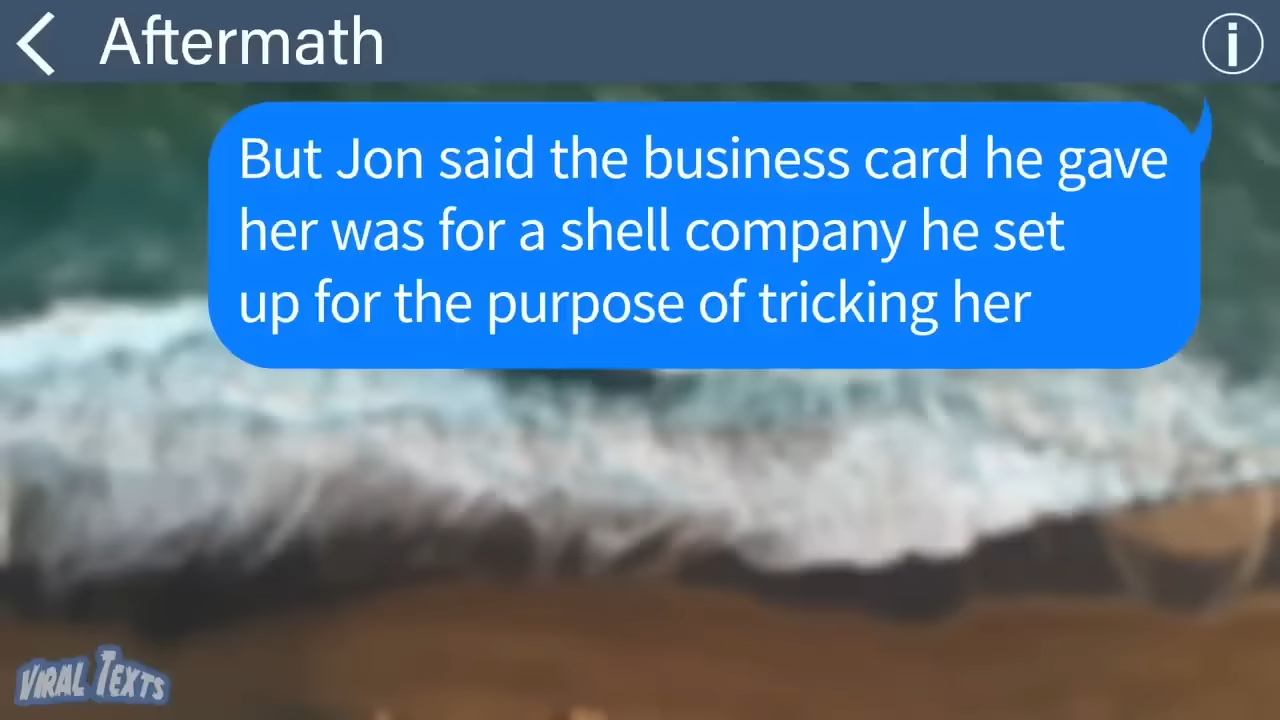 Aftermath
But Jon said the business card he gave
her was for a shell company he set
up for the purpose of tricking her
VIRAL TEXTS